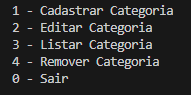 1 - Cadastrar Categoria
2 - Editar Categoria
3 - Listar Categoria
4 - Remover Categoria
0 - Sair